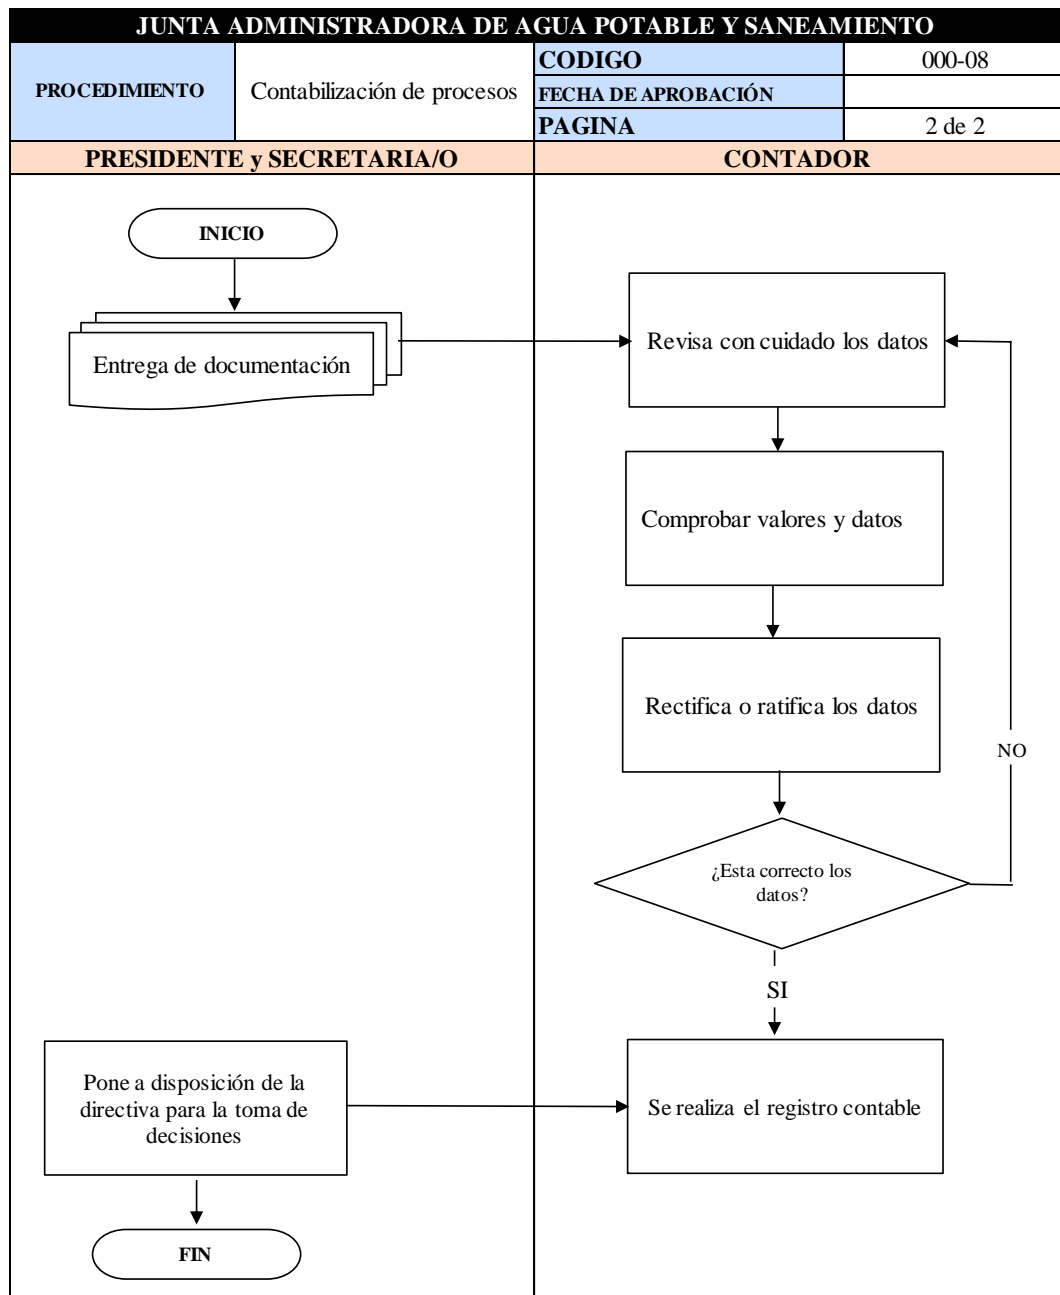 JUNTA ADMINISTRADORA DE AGUA POTABLE Y SANEAMIENTO
PROCEDIMIENTO
Contabilización de procesos
CODIGO
000-08
FECHA DE APROBACIÓN
PAGINA
2 de 2
PRESIDENTE y SECRETARIA/O
CONTADOR
INICIO
Entrega de documentación
Revisa con cuidado los datos
Comprobar valores y datos
Rectifica o ratifica los datos
NO
¿Esta correcto los
datos?
SI
Pone a disposición de la
directiva para la toma de
decisiones
Se realiza el registro contable
FIN